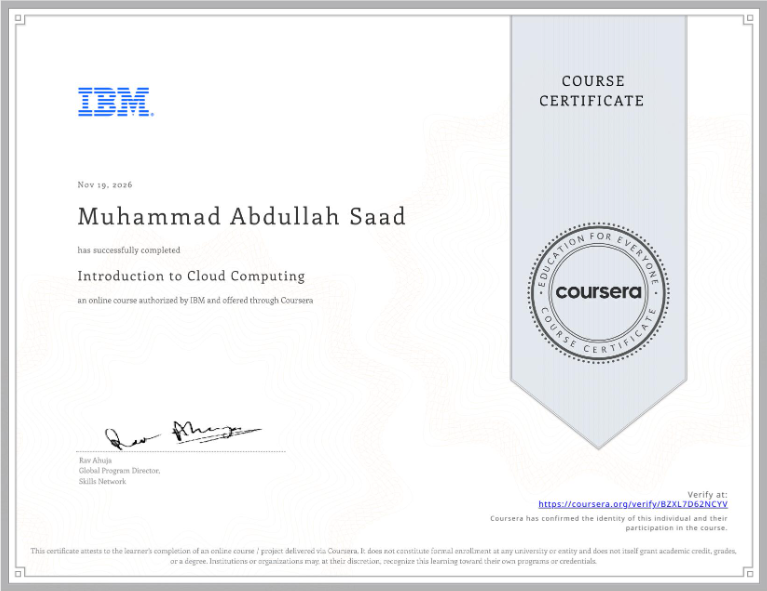 IBM
COURSE
CERTIFICATE
Nov 19, 2026
Muhammad Abdullah Saad
has successfully completed
Introduction to Cloud Computing
an online course authorized by IBM and offered through Coursera
EDUCATION FOR EVERYONE
coursera
COURSE CERTIFICATE
Rav Ahuja
Global Program Director,
Skills Network
Verify at:
https://coursera.org/verify/BZXL7D62NCYV
Coursera has confirmed the identity of this individual and their
participation in the course.
This certificate attests to the learner's completion of an online course / project delivered via Coursera. It does not constitute formal enrollment at any university or entity and does not itself grant academic credit, grades,
or a degree. Institutions or organizations may, at their discretion, recognize this learning toward their own programs or credentials.